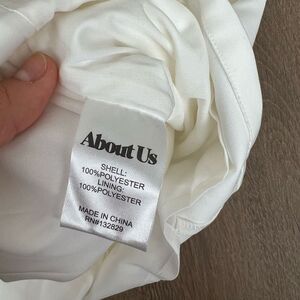 About Us
SHELL:
100%POLYESTER
LINING:
100%POLYESTER
MADE IN CHINA
RN#132829